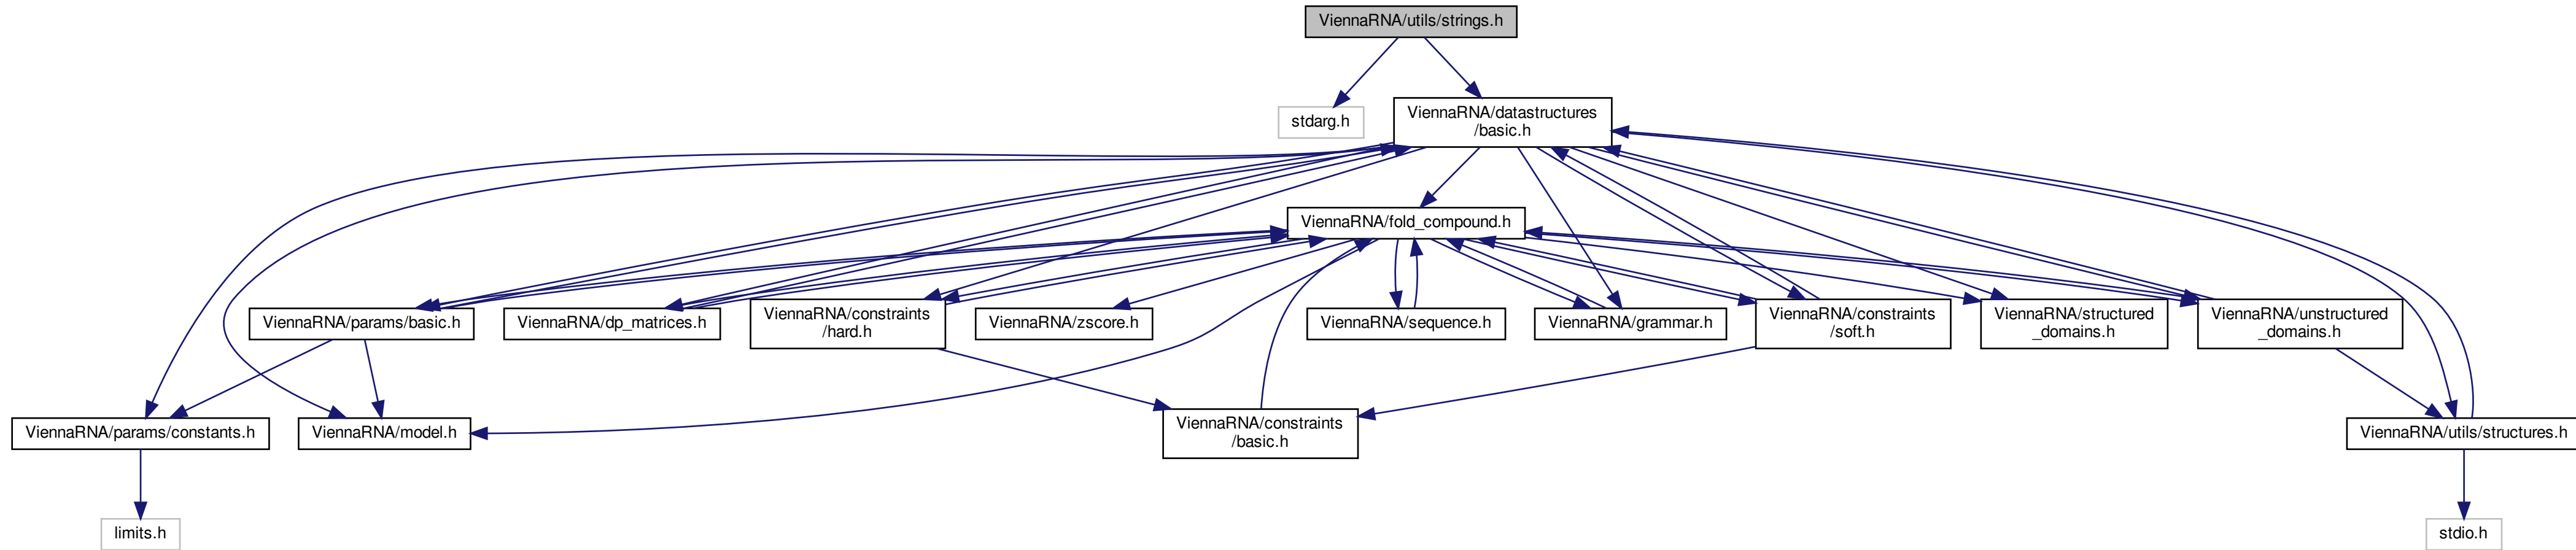 ViennaRNA/utils/strings.h
stdarg.h
ViennaRNA/datastructures
/basic.h
ViennaRNA/fold_compound.h
ViennaRNA/params/basic.h
ViennaRNA/dp_matrices.h
ViennaRNA/constraints
/hard.h
ViennaRNA/zscore.h
ViennaRNA/sequence.h
ViennaRNA/grammar.h
ViennaRNA/constraints
/soft.h
ViennaRNA/structured
_domains.h
ViennaRNA/unstructured
_domains.h
ViennaRNA/params/constants.h
ViennaRNA/model.h
ViennaRNA/constraints
/basic.h
ViennaRNA/utils/structures.h
limits.h
stdio.h